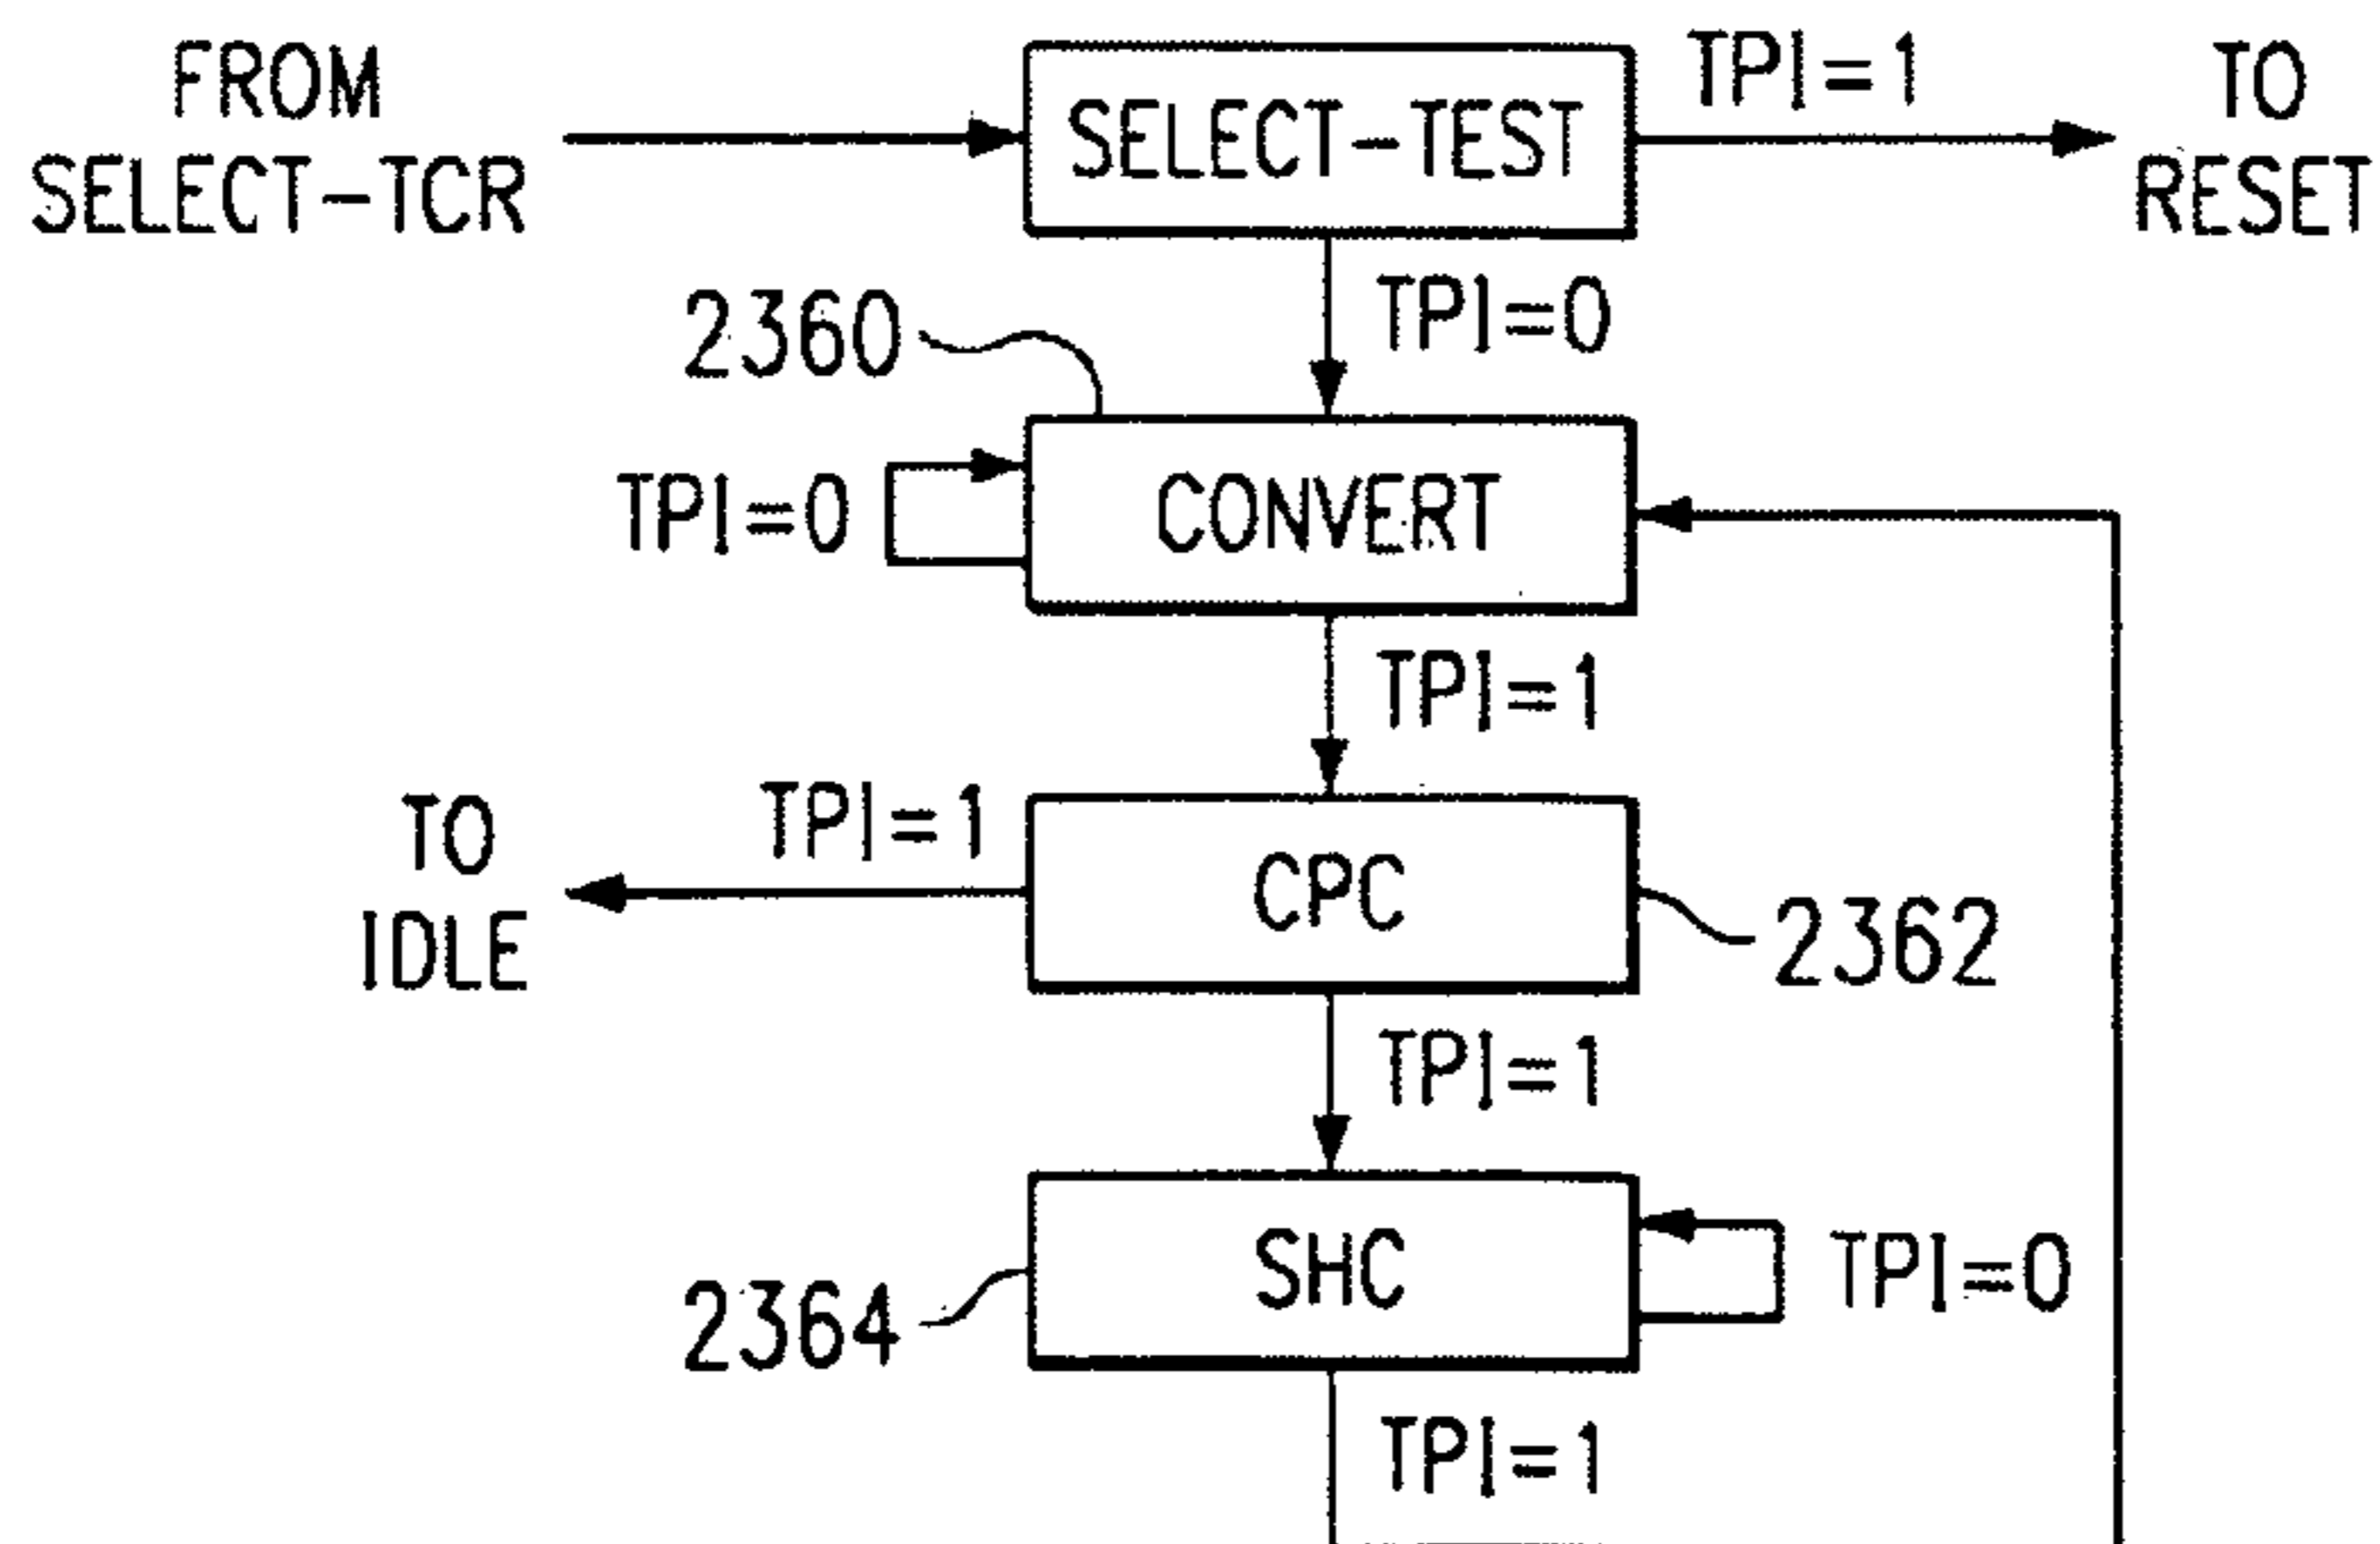 FROM
SELECT-TCR
SELECT-TEST
TPI=1
TO
RESET
TPI=0
2360
TPI=0
CONVERT
TPI=1
TO
IDLE
TPI=1
CPC
2362
TPI=1
SHC
TPI=0
2364
TPI=1